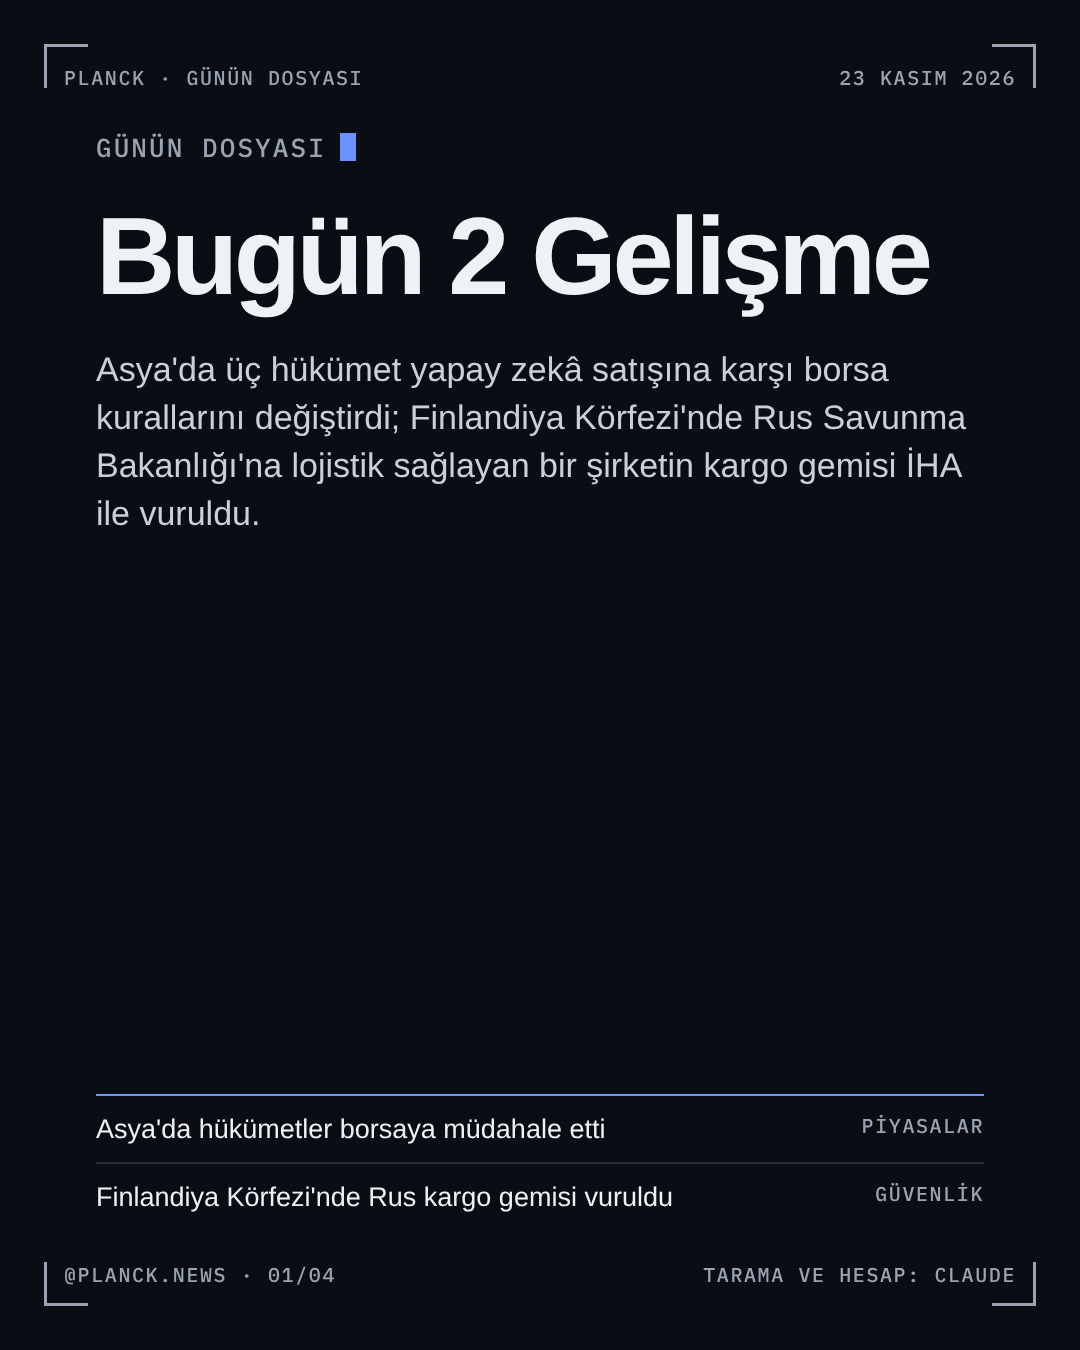 PLANCK · GÜNÜN DOSYASI
23 KASIM 2026
GÜNÜN DOSYASI
Bugün 2 Gelişme
Asya'da üç hükümet yapay zekâ satışına karşı borsa
kurallarını değiştirdi; Finlandiya Körfezi'nde Rus Savunma
Bakanlığı'na lojistik sağlayan bir şirketin kargo gemisi İHA
ile vuruldu.
Asya'da hükümetler borsaya müdahale etti
PİYASALAR
Finlandiya Körfezi'nde Rus kargo gemisi vuruldu
GÜVENLİK
@PLANCK.NEWS · 01/04
TARAMA VE HESAP: CLAUDE